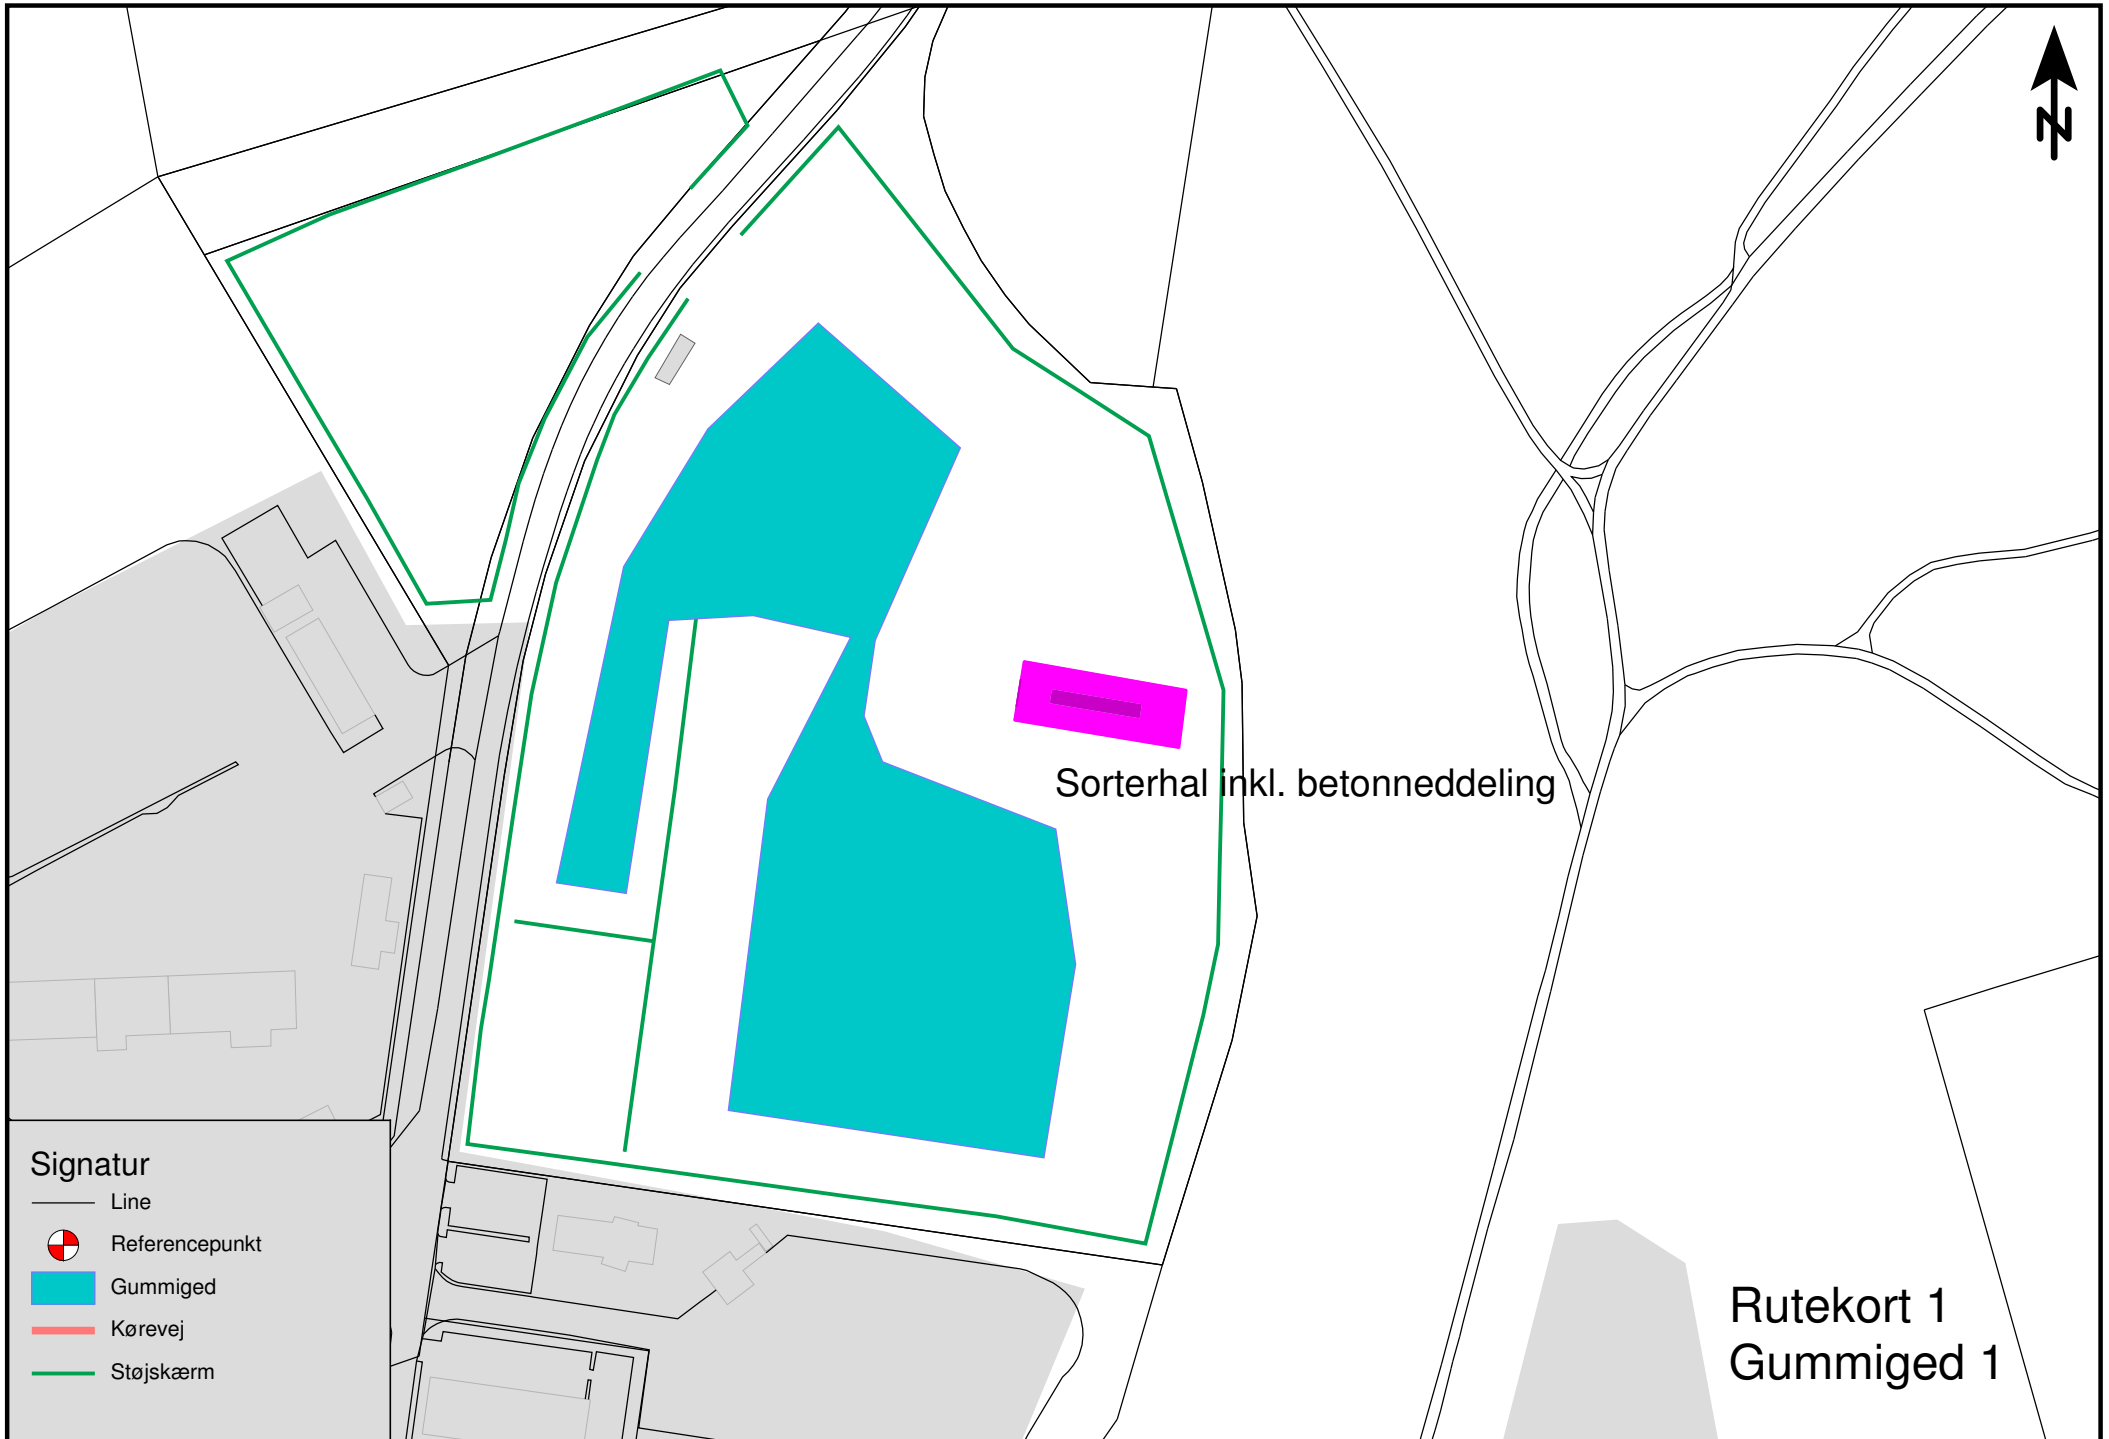 N
Sorterhal inkl. betonneddeling
Signatur
Line
Referencepunkt
Gummiged
Kørevej
Støjskærm
Rutekort 1
Gummiged 1